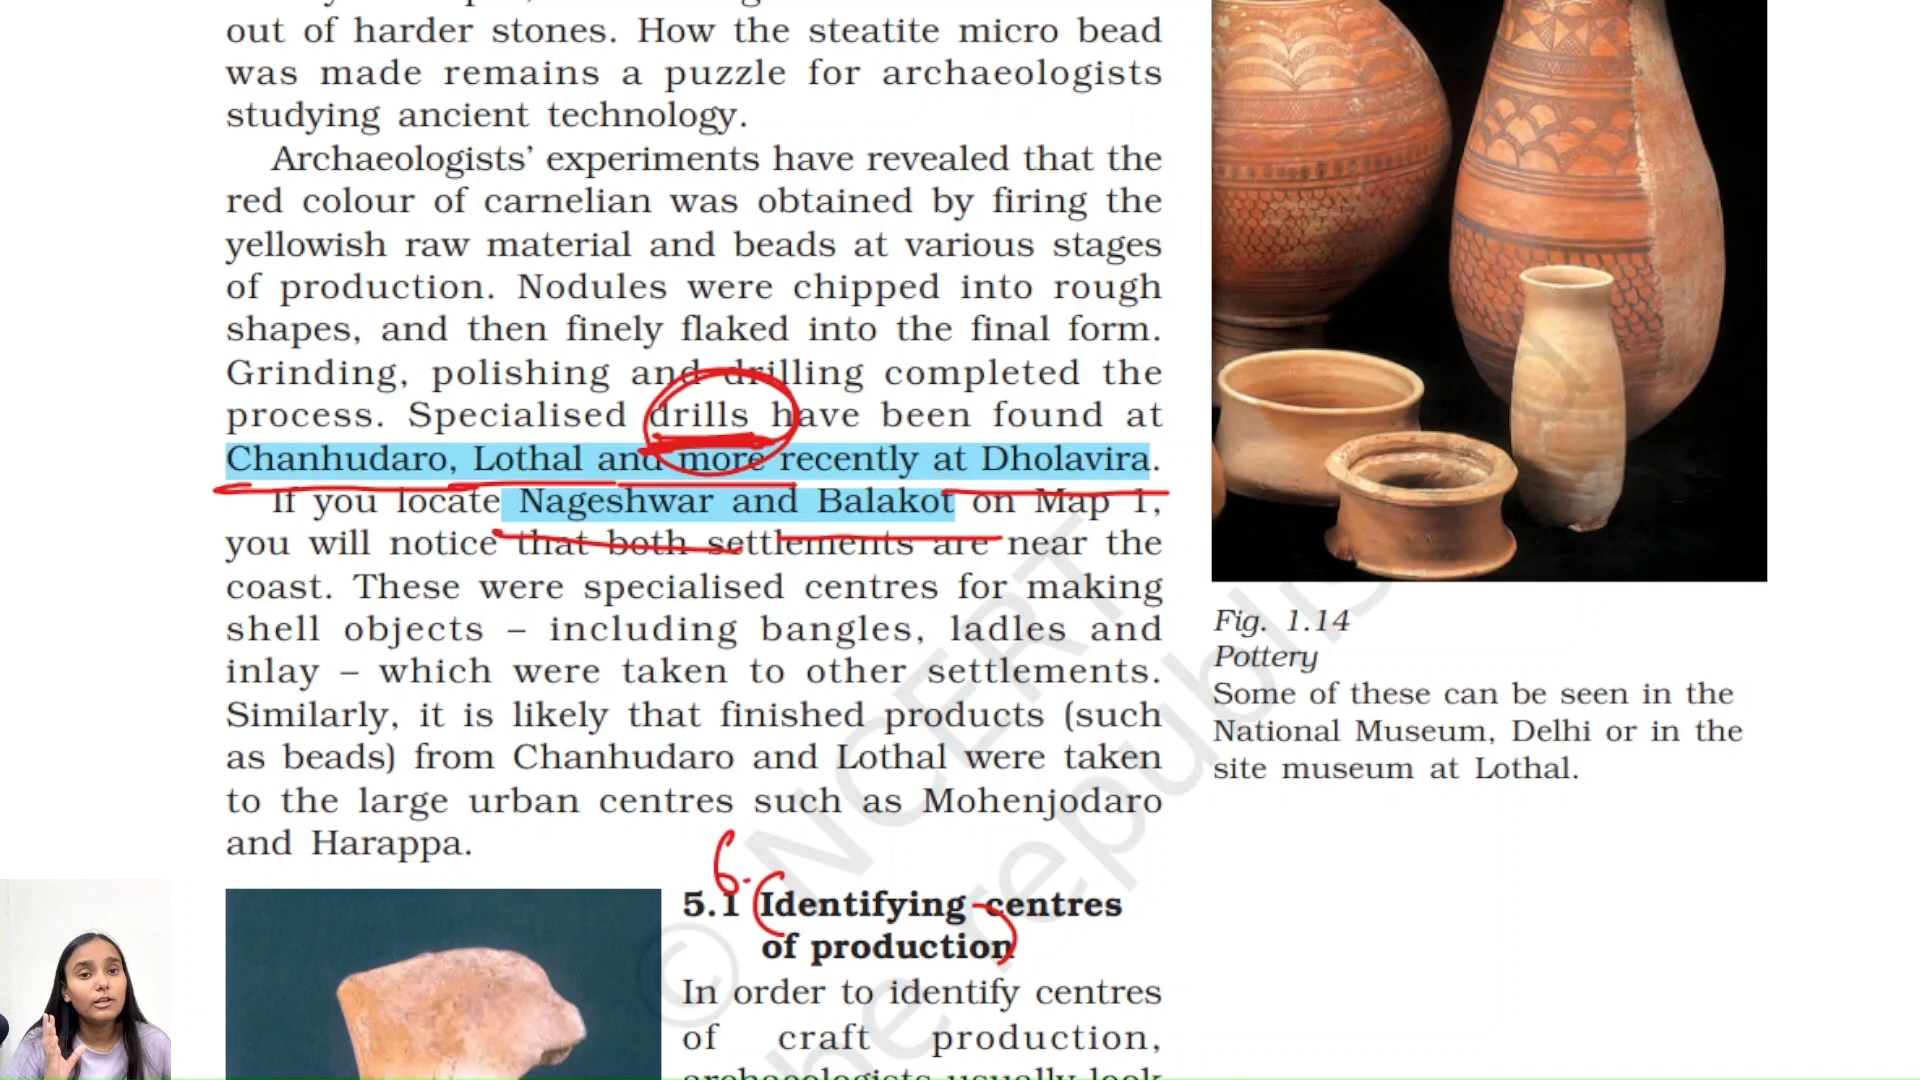 out of harder stones. How the steatite micro bead
was made remains a puzzle for archaeologists
studying ancient technology.
Archaeologists’ experiments have revealed that the
red colour of carnelian was obtained by firing the
yellowish raw material and beads at various stages
of production. Nodules were chipped into rough
shapes, and then finely flaked into the final form.
Grinding, polishing and drilling completed the
process. Specialised drills have been found at
Chanhudaro, Lothal and more recently at Dholavira.
If you locate Nageshwar and Balakot on Map 1,
you will notice that both settlements are near the
coast. These were specialised centres for making
shell objects – including bangles, ladles and
inlay – which were taken to other settlements.
Similarly, it is likely that finished products (such
as beads) from Chanhudaro and Lothal were taken
to the large urban centres such as Mohenjodaro
and Harappa.
6.
5.1 Identifying centres
of production
In order to identify centres
of craft production,
archaeologists usually look
Fig. 1.14
Pottery
Some of these can be seen in the
National Museum, Delhi or in the
site museum at Lothal.
© NCERT
be republis